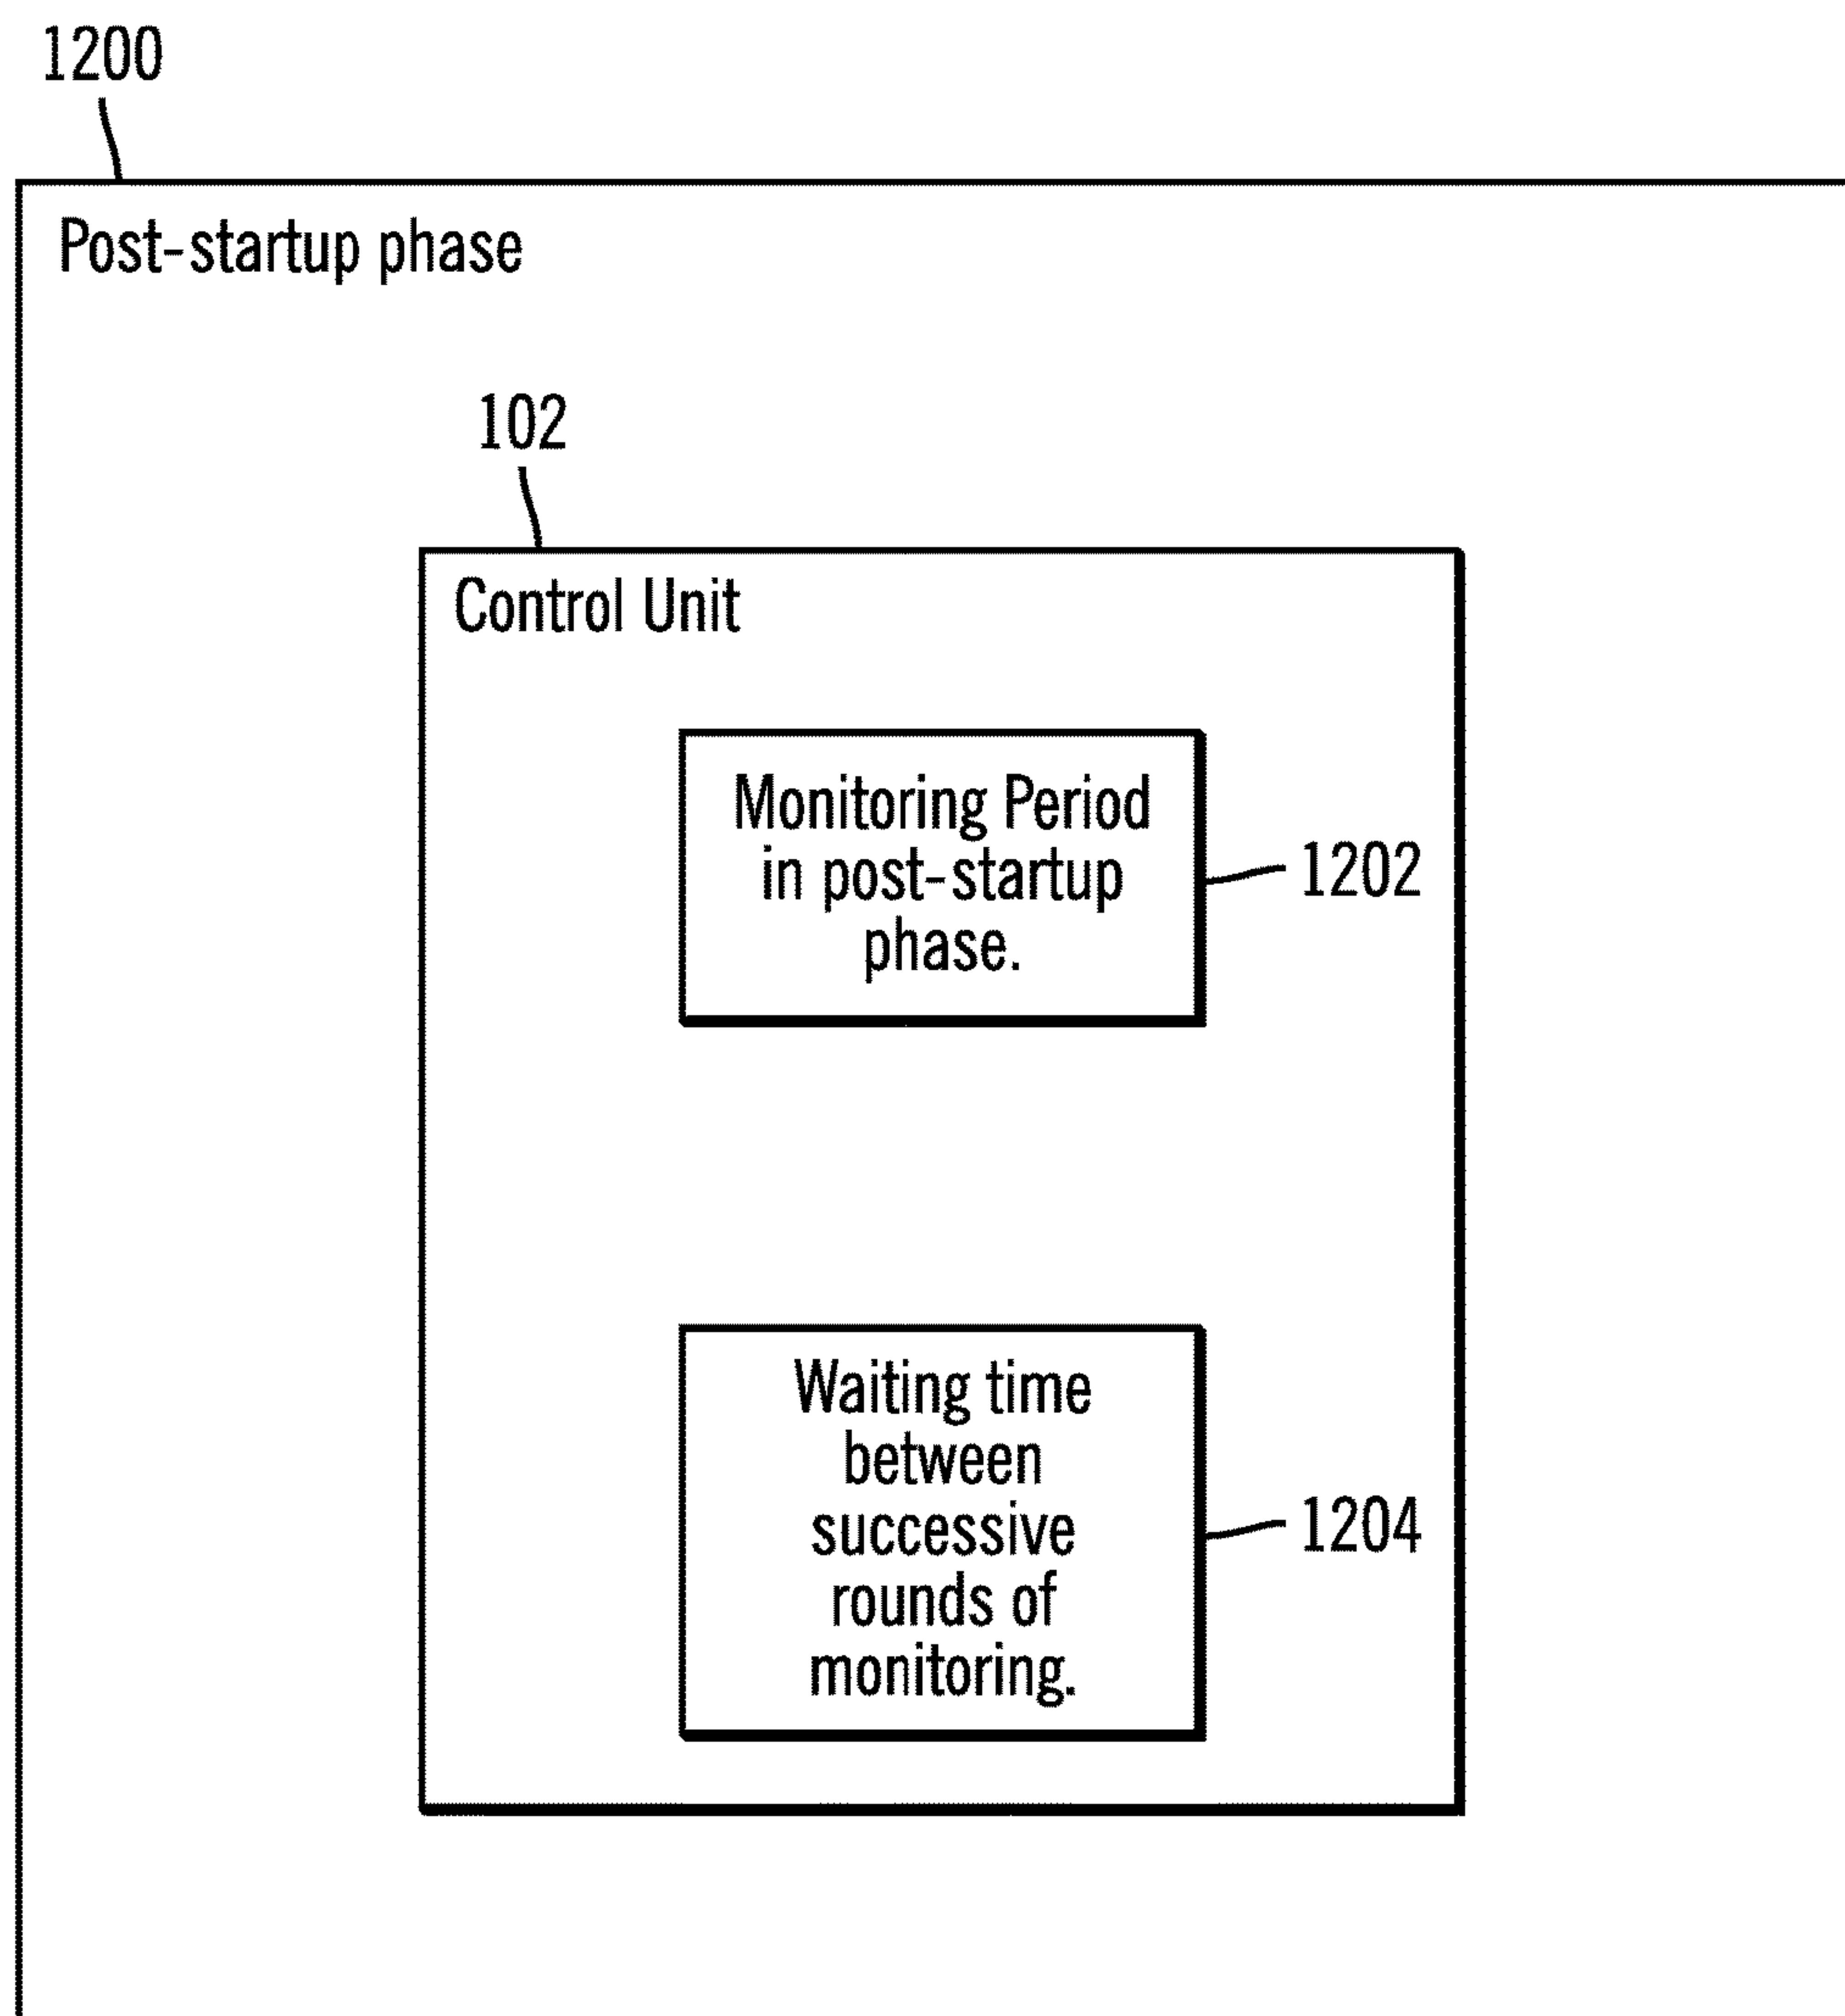 1200
Post-startup phase
102
Control Unit
Monitoring Period
in post-startup
phase.
1202
Waiting time
between
successive
rounds of
monitoring.
1204